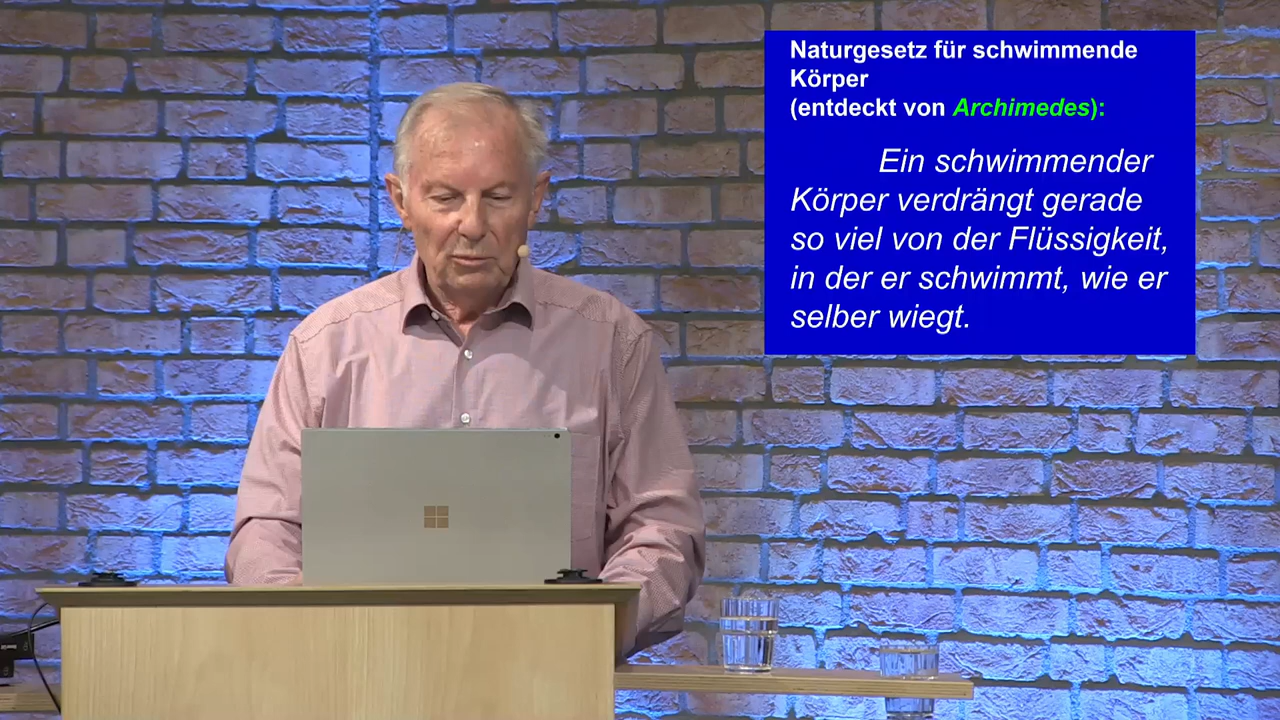 Naturgesetz für schwimmende
Körper
(entdeckt von Archimedes):
Ein schwimmender
Körper verdrängt gerade
so viel von der Flüssigkeit,
in der er schwimmt, wie er
selber wiegt.